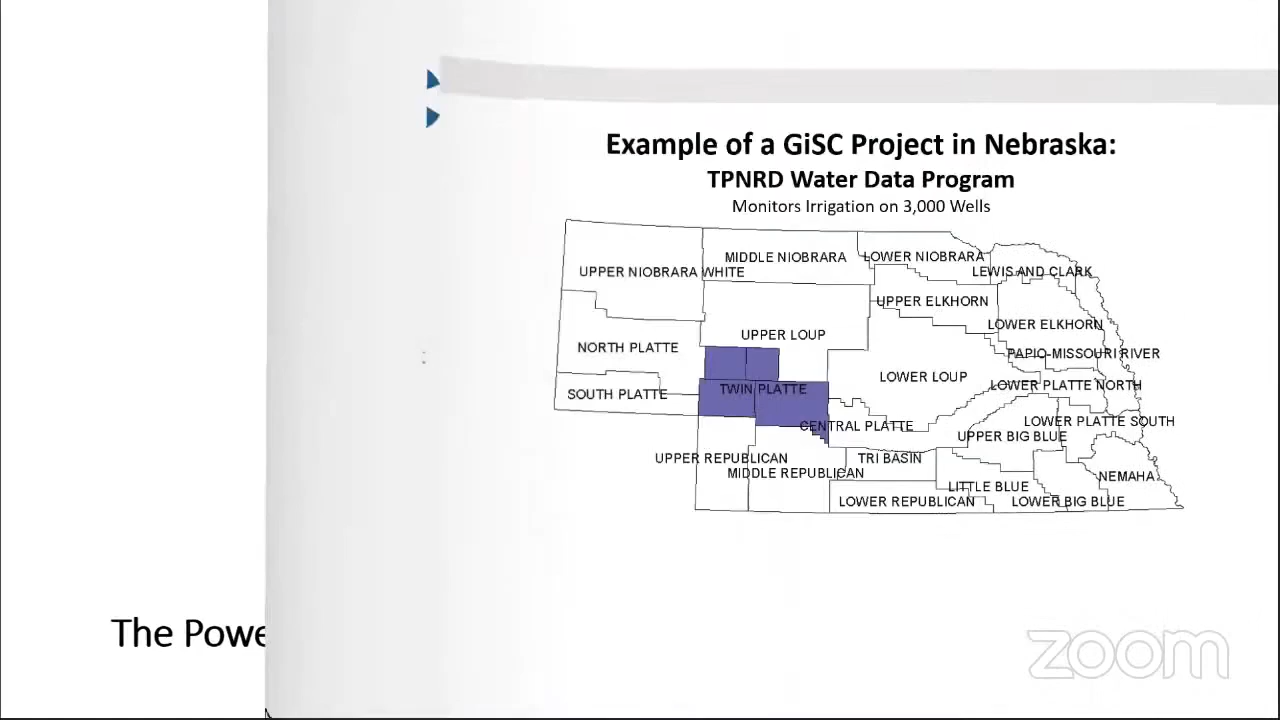 Example of a GiSC Project in Nebraska:
TPNRD Water Data Program
Monitors Irrigation on 3,000 Wells
UPPER NIOBRARA WHITE
MIDDLE NIOBRARA
LOWER NIOBRARA
LEWIS AND CLARK
UPPER ELKHORN
LOWER ELKHORN
UPPER LOUP
NORTH PLATTE
PAPIO-MISSOURI RIVER
LOWER LOUP
LOWER PLATTE NORTH
SOUTH PLATTE
TWIN PLATTE
CENTRAL PLATTE
LOWER PLATTE SOUTH
UPPER BIG BLUE
UPPER REPUBLICAN
TRI BASIN
MIDDLE REPUBLICAN
NEMAHA
LITTLE BLUE
LOWER REPUBLICAN
LOWER BIG BLUE
The Powe
zoom